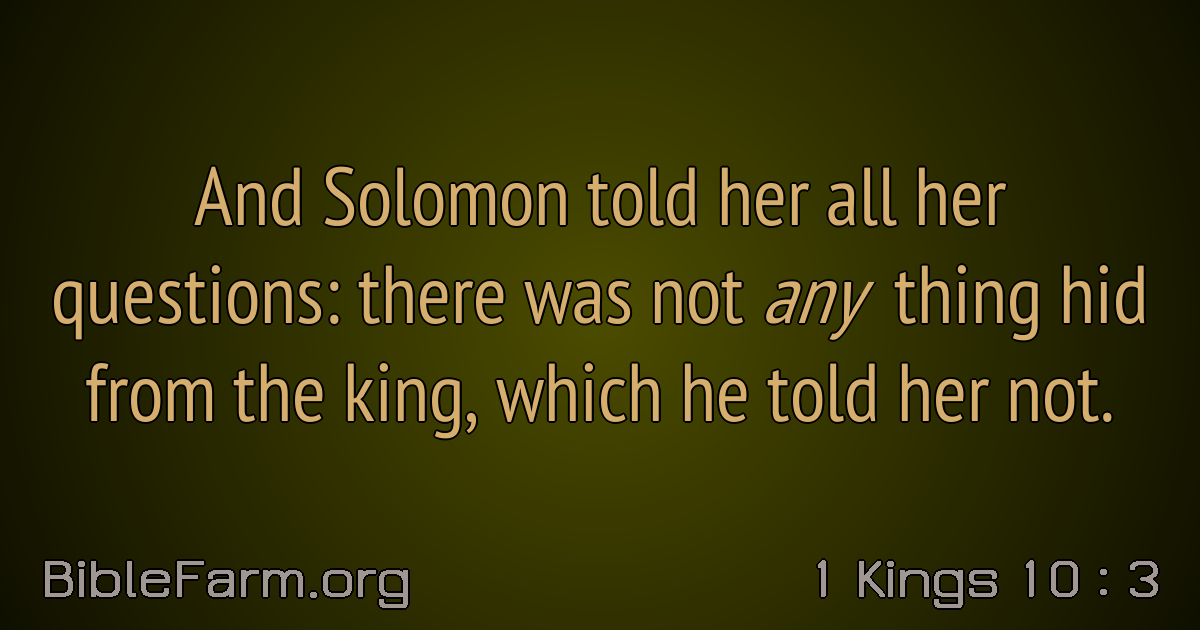 And Solomon told her all her
questions: there was not any thing hid
from the king, which he told her not.
BibleFarm.org
1 Kings 10 : 3